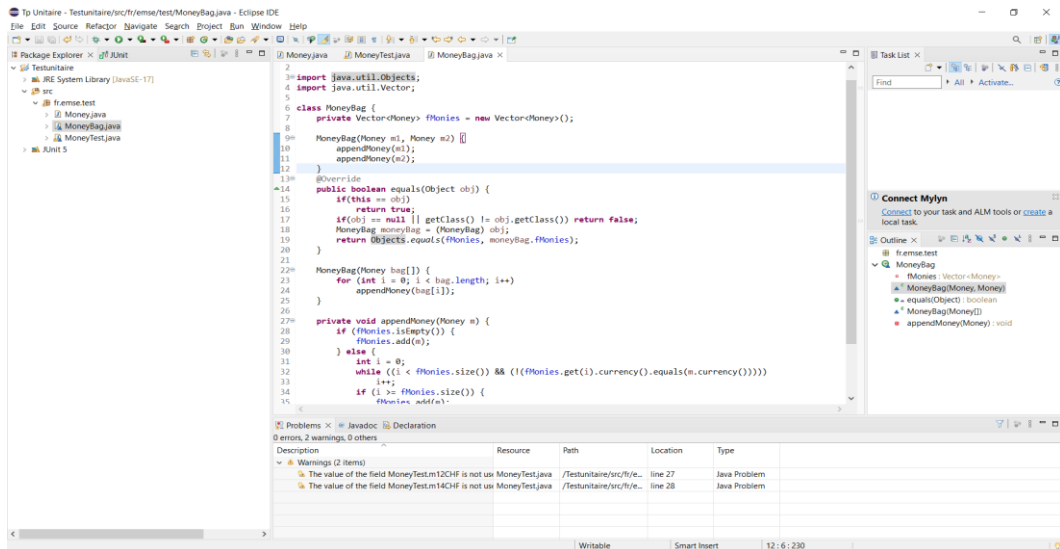 Tp Unitaire - Testunitaire/src/fr/emse/test/MoneyBag.java - Eclipse IDE
File Edit Source Refactor Navigate Search Project Run Window Help
Package Explorer × JUnit
Testunitaire
JRE System Library [JavaSE-17]
src
fr.emse.test
Money.java
MoneyBag.java
MoneyTest.java
JUnit 5
Money.java MoneyTest.java MoneyBag.java ×
2
3 import java.util.Objects;
4 import java.util.Vector;
5
6 class MoneyBag {
7 private Vector<Money> fMonies = new Vector<Money>();
8
9 MoneyBag(Money m1, Money m2) {
10 appendMoney(m1);
11 appendMoney(m2);
12 }
13 @Override
14 public boolean equals(Object obj) {
15 if(this == obj)
16 return true;
17 if(obj == null || getClass() != obj.getClass()) return false;
18 MoneyBag moneyBag = (MoneyBag) obj;
19 return Objects.equals(fMonies, moneyBag.fMonies);
20 }
21
22 MoneyBag(Money bag[]) {
23 for (int i = 0; i < bag.length; i++)
24 appendMoney(bag[i]);
25 }
26
27 private void appendMoney(Money m) {
28 if (fMonies.isEmpty()) {
29 fMonies.add(m);
30 } else {
31 int i = 0;
32 while ((i < fMonies.size()) && (!(fMonies.get(i).currency().equals(m.currency()))))
33 i++;
34 if (i >= fMonies.size()) {
35 fMonies.add(m);
Task List ×
Find All Activate...
Connect Mylyn
Connect to your task and ALM tools or create a
local task.
Outline ×
fr.emse.test
MoneyBag
fMonies : Vector<Money>
MoneyBag(Money, Money)
equals(Object) : boolean
MoneyBag(Money[])
appendMoney(Money) : void
Problems × Javadoc Declaration
0 errors, 2 warnings, 0 others
Description Resource Path Location Type
Warnings (2 items)
The value of the field MoneyTest.m12CHF is not us MoneyTest.java /Testunitaire/src/fr/e... line 27 Java Problem
The value of the field MoneyTest.m14CHF is not us MoneyTest.java /Testunitaire/src/fr/e... line 28 Java Problem
Writable Smart Insert 12 : 6 : 230